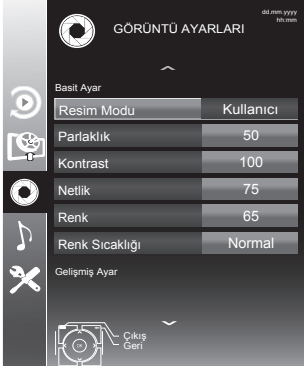 GÖRÜNTÜ AYARLARI
dd.mm.yyyy
hh:mm
Basit Ayar
Resim Modu Kullanıcı
Parlaklık 50
Kontrast 100
Netlik 75
Renk 65
Renk Sıcaklığı Normal
Gelişmiş Ayar
OK
Çıkış
Geri